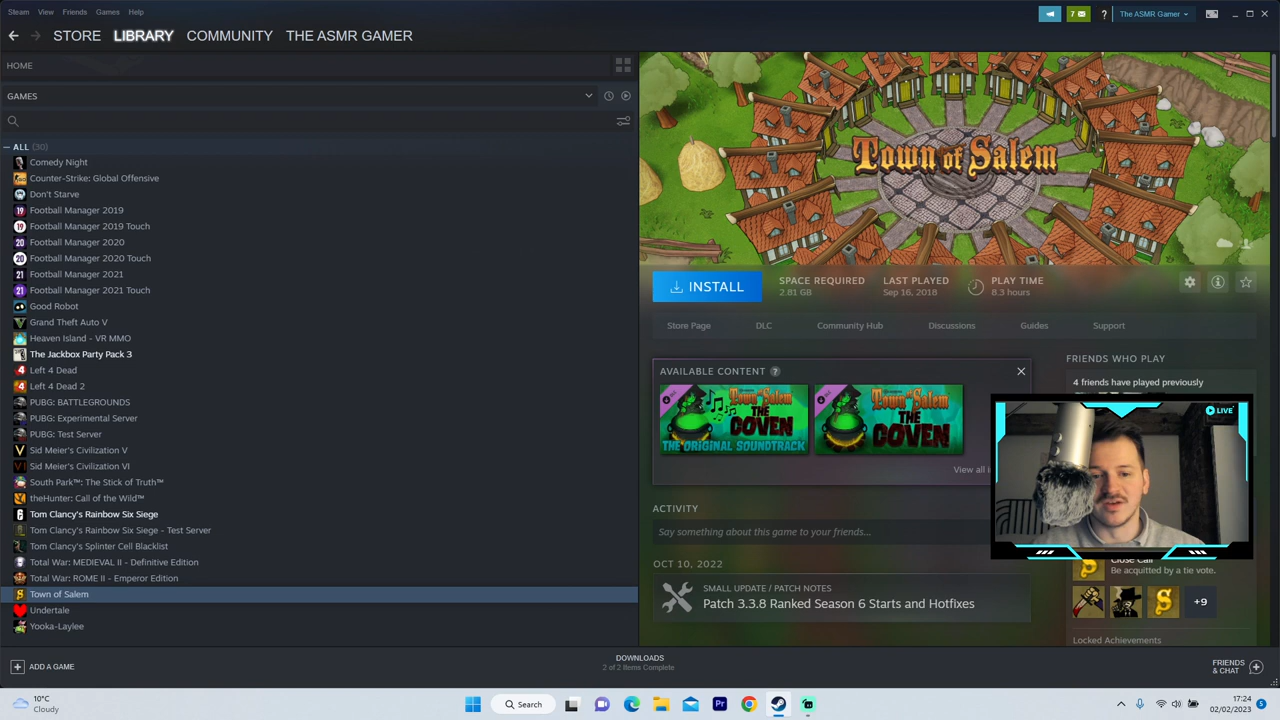 Steam View Friends Games Help
7 ? The ASMR Gamer
STORE LIBRARY COMMUNITY THE ASMR GAMER
HOME
GAMES
ALL (30)
Comedy Night
Counter-Strike: Global Offensive
Don't Starve
Football Manager 2019
Football Manager 2019 Touch
Football Manager 2020
Football Manager 2020 Touch
Football Manager 2021
Football Manager 2021 Touch
Good Robot
Grand Theft Auto V
Heaven Island - VR MMO
The Jackbox Party Pack 3
Left 4 Dead
Left 4 Dead 2
PUBG: BATTLEGROUNDS
PUBG: Experimental Server
PUBG: Test Server
Sid Meier's Civilization V
Sid Meier's Civilization VI
South Park™: The Stick of Truth™
theHunter: Call of the Wild™
Tom Clancy's Rainbow Six Siege
Tom Clancy's Rainbow Six Siege - Test Server
Tom Clancy's Splinter Cell Blacklist
Total War: MEDIEVAL II - Definitive Edition
Total War: ROME II - Emperor Edition
Town of Salem
Undertale
Yooka-Laylee
Town of Salem
INSTALL
SPACE REQUIRED
2.81 GB
LAST PLAYED
Sep 16, 2018
PLAY TIME
8.3 hours
Store Page DLC Community Hub Discussions Guides Support
AVAILABLE CONTENT ?
Town of Salem
THE COVEN
THE ORIGINAL SOUNDTRACK
Town of Salem
THE COVEN
View all i
FRIENDS WHO PLAY
4 friends have played previously
LIVE
ACTIVITY
Say something about this game to your friends...
OCT 10, 2022
SMALL UPDATE / PATCH NOTES
Patch 3.3.8 Ranked Season 6 Starts and Hotfixes
Close Call
Be acquitted by a tie vote.
+9
Locked Achievements
ADD A GAME
DOWNLOADS
2 of 2 Items Complete
FRIENDS
& CHAT
10°C
Cloudy
Search
Pr
17:24
02/02/2023
5